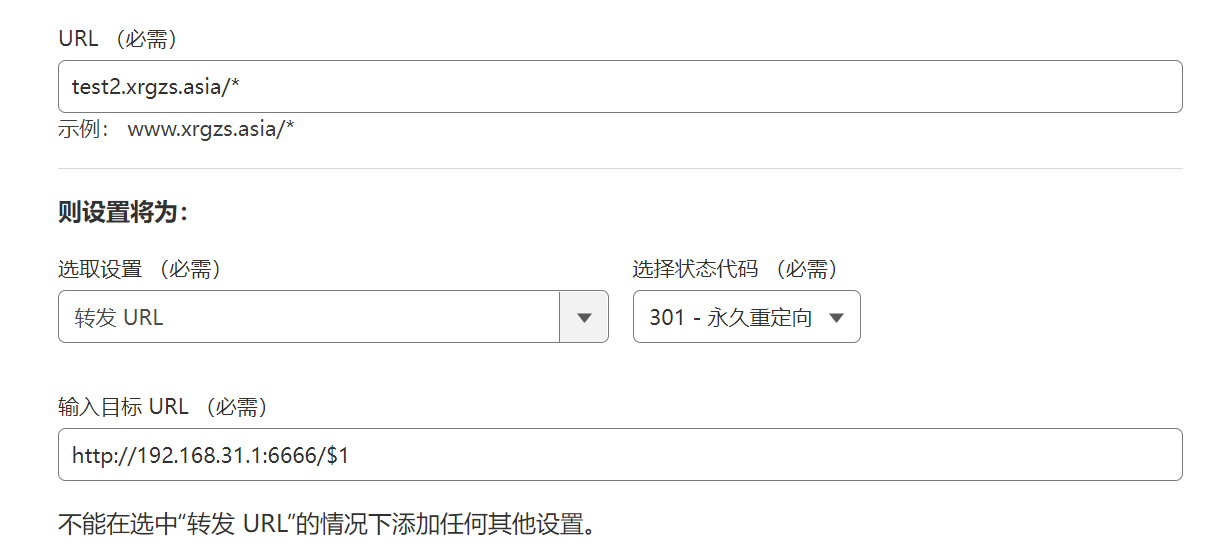 URL （必需）
test2.xrgzs.asia/*
示例： www.xrgzs.asia/*
则设置将为：
选取设置 （必需） 选择状态代码 （必需）
转发 URL 301 - 永久重定向
输入目标 URL （必需）
http://192.168.31.1:6666/$1
不能在选中“转发 URL”的情况下添加任何其他设置。